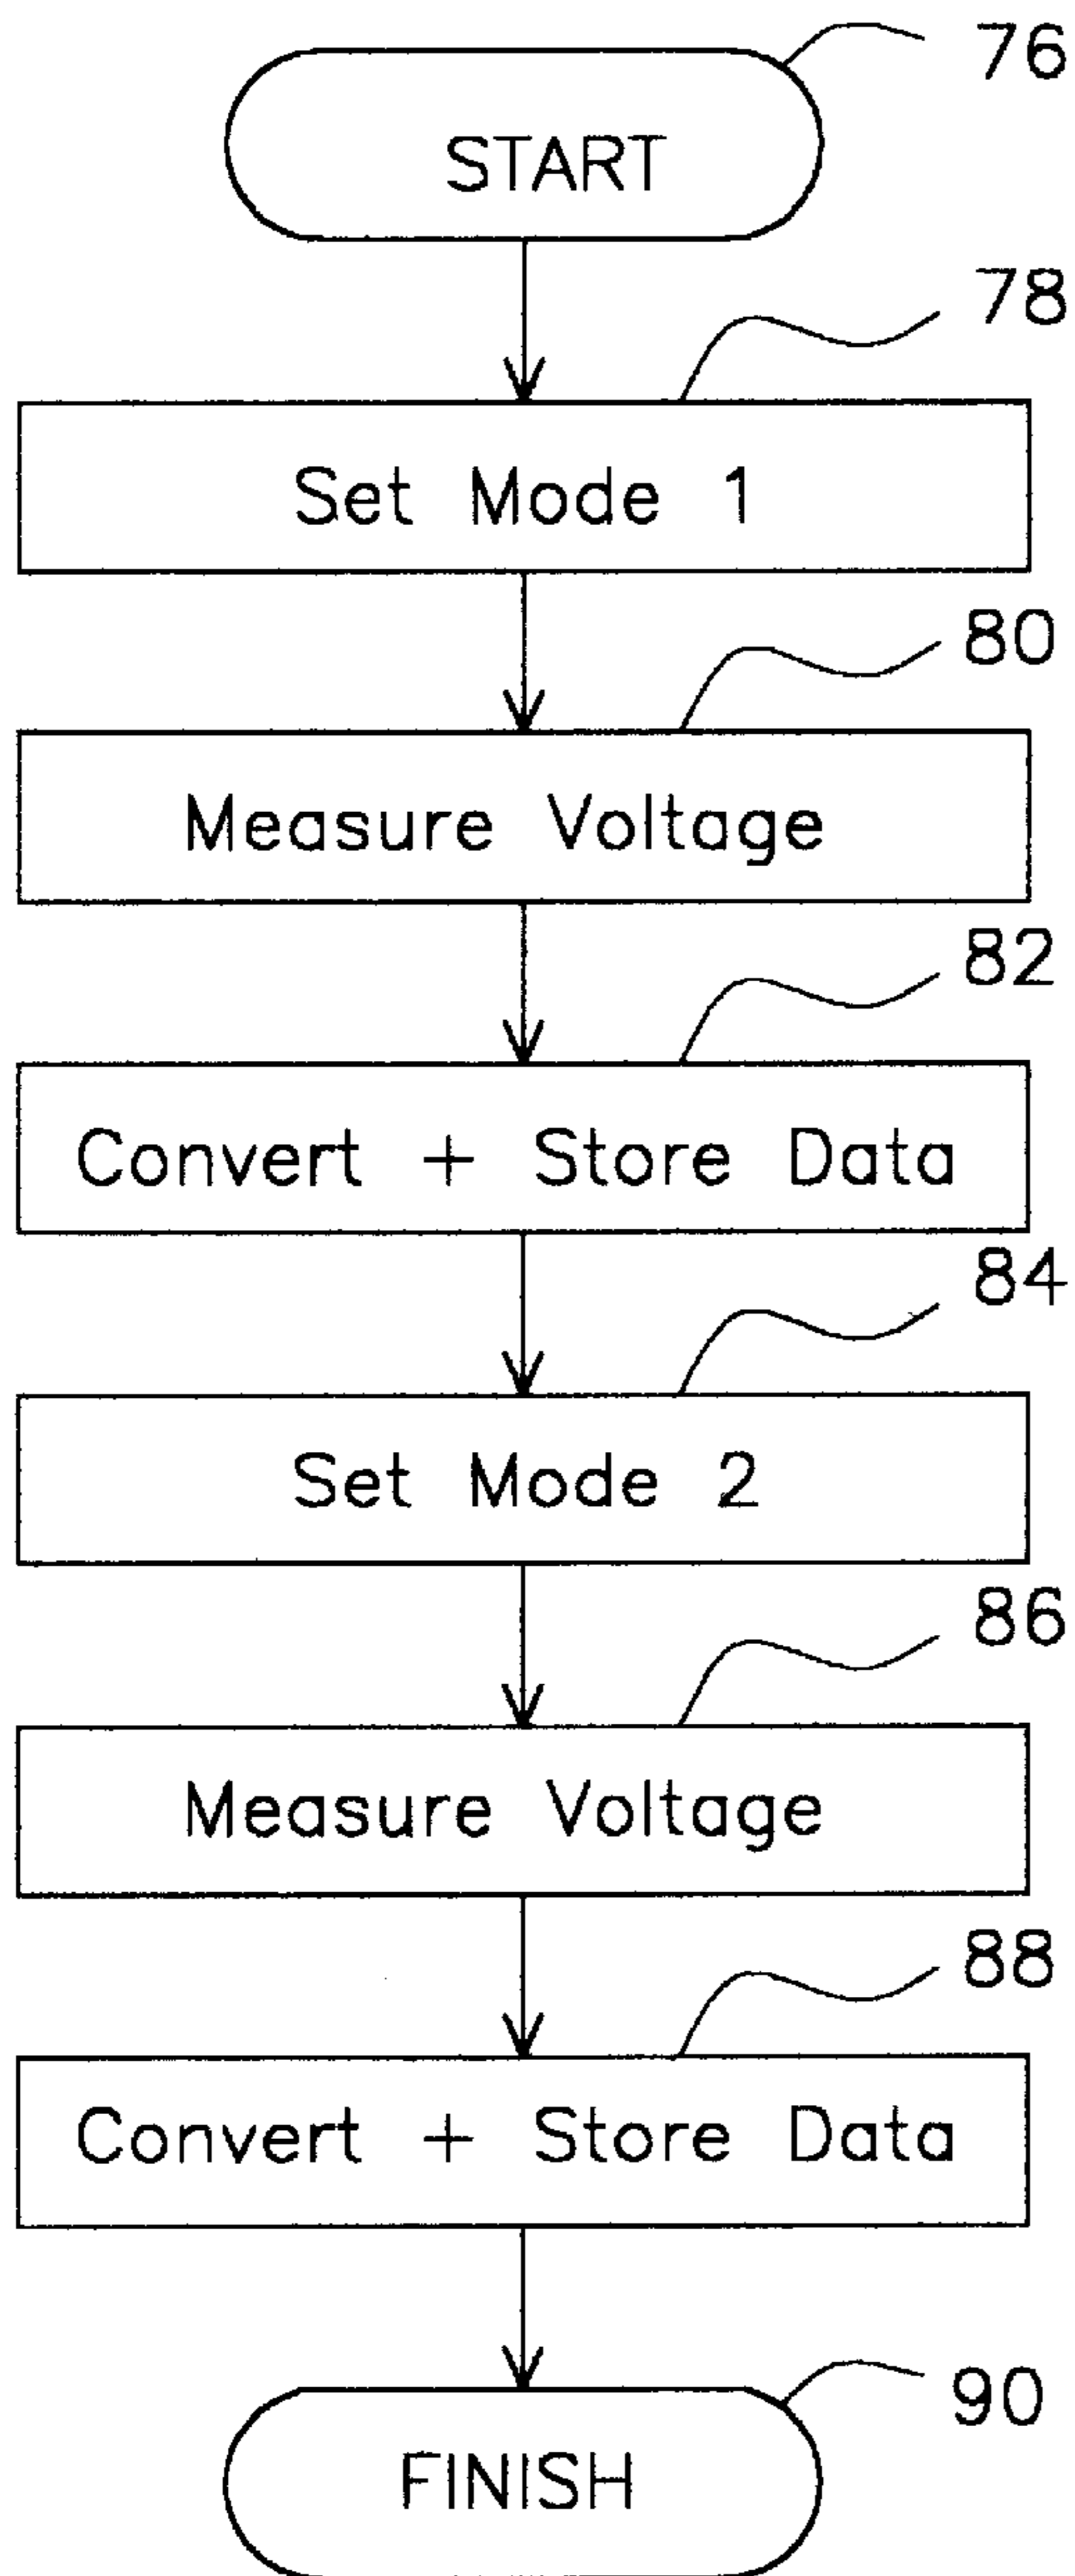 76
START
78
Set Mode 1
80
Measure Voltage
82
Convert + Store Data
84
Set Mode 2
86
Measure Voltage
88
Convert + Store Data
90
FINISH